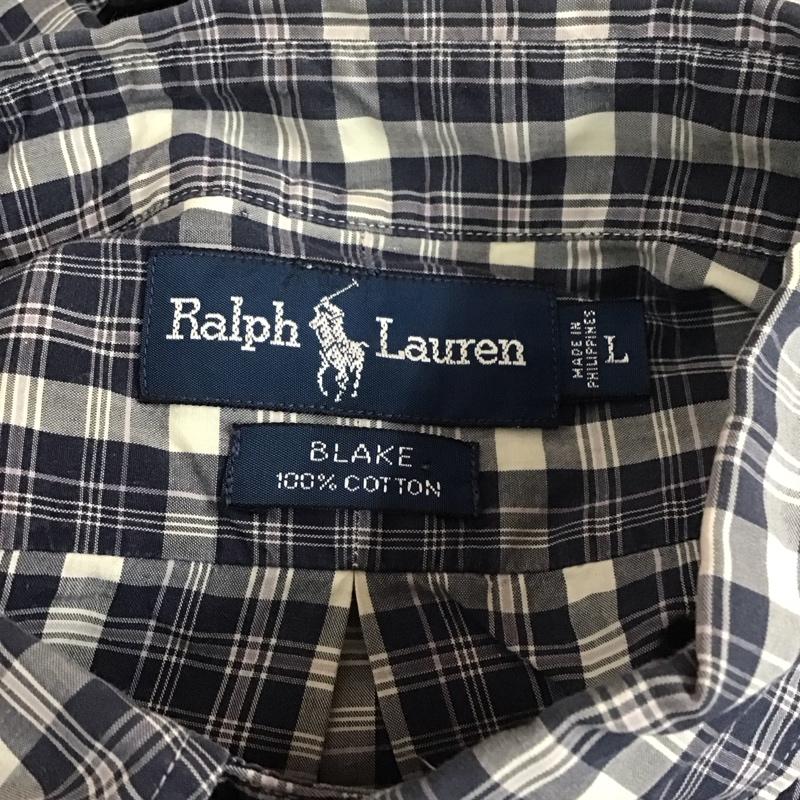 Ralph Lauren
MADE IN
PHILIPPINES
L
BLAKE
100% COTTON